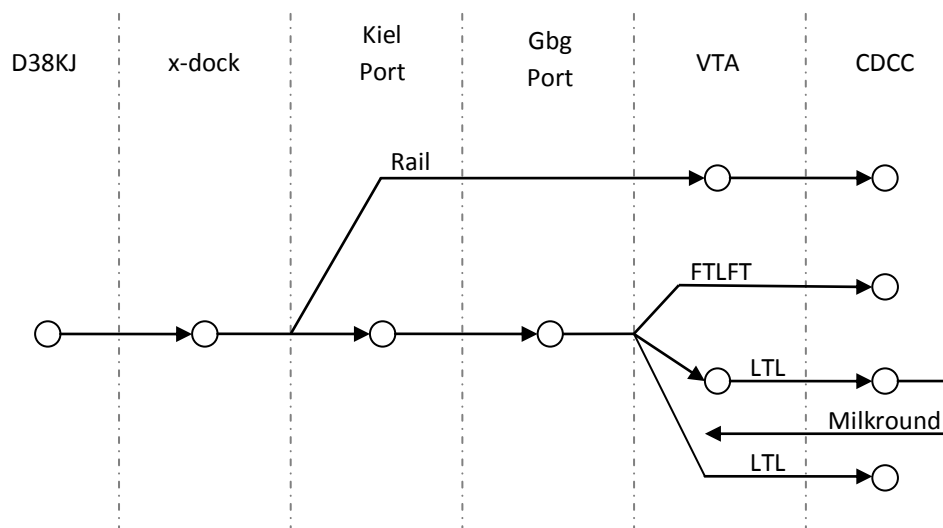 D38KJ
x-dock
Kiel
Port
Gbg
Port
VTA
CDCC
Rail
FTLFT
LTL
Milkround
LTL